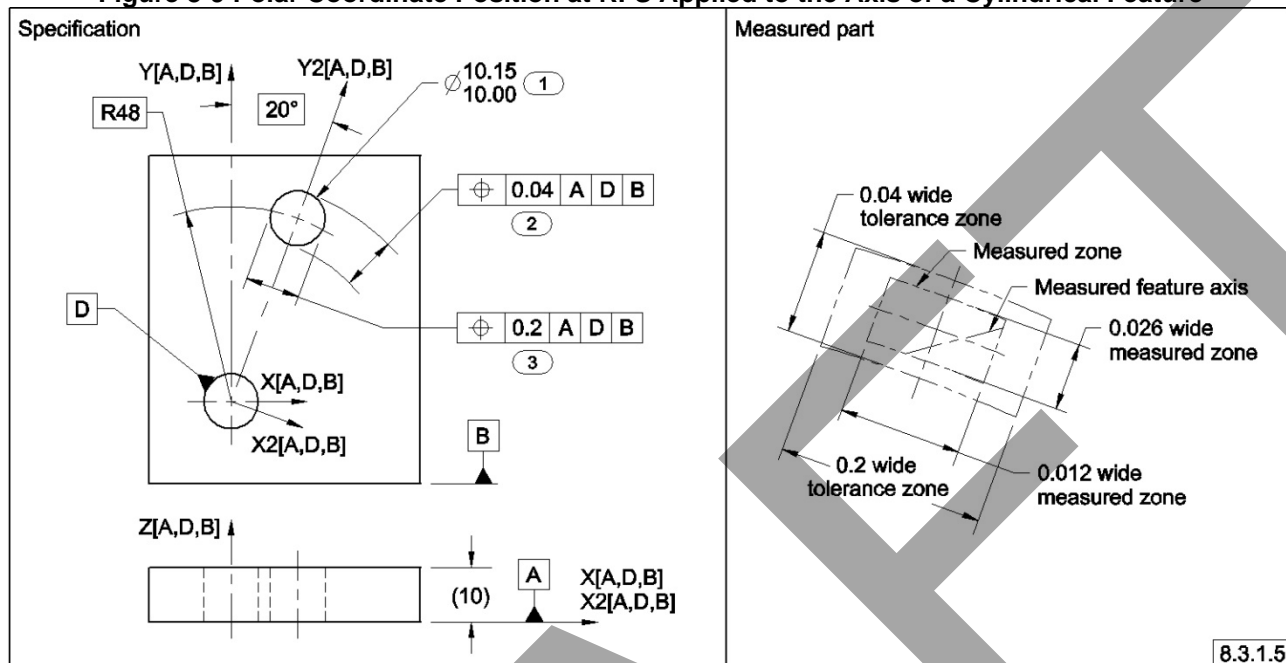 Figure 8-5 Polar Coordinate Position at RFS Applied to the Axis of a Cylindrical Feature
Specification
Y[A,D,B]
Y2[A,D,B]
⌀10.15
10.00
1
R48
20°
⌖ 0.04 A D B
2
D
⌖ 0.2 A D B
3
X[A,D,B]
X2[A,D,B]
B
Z[A,D,B]
(10)
A
X[A,D,B]
X2[A,D,B]
Measured part
0.04 wide
tolerance zone
Measured zone
Measured feature axis
0.026 wide
measured zone
0.2 wide
tolerance zone
0.012 wide
measured zone
8.3.1.5